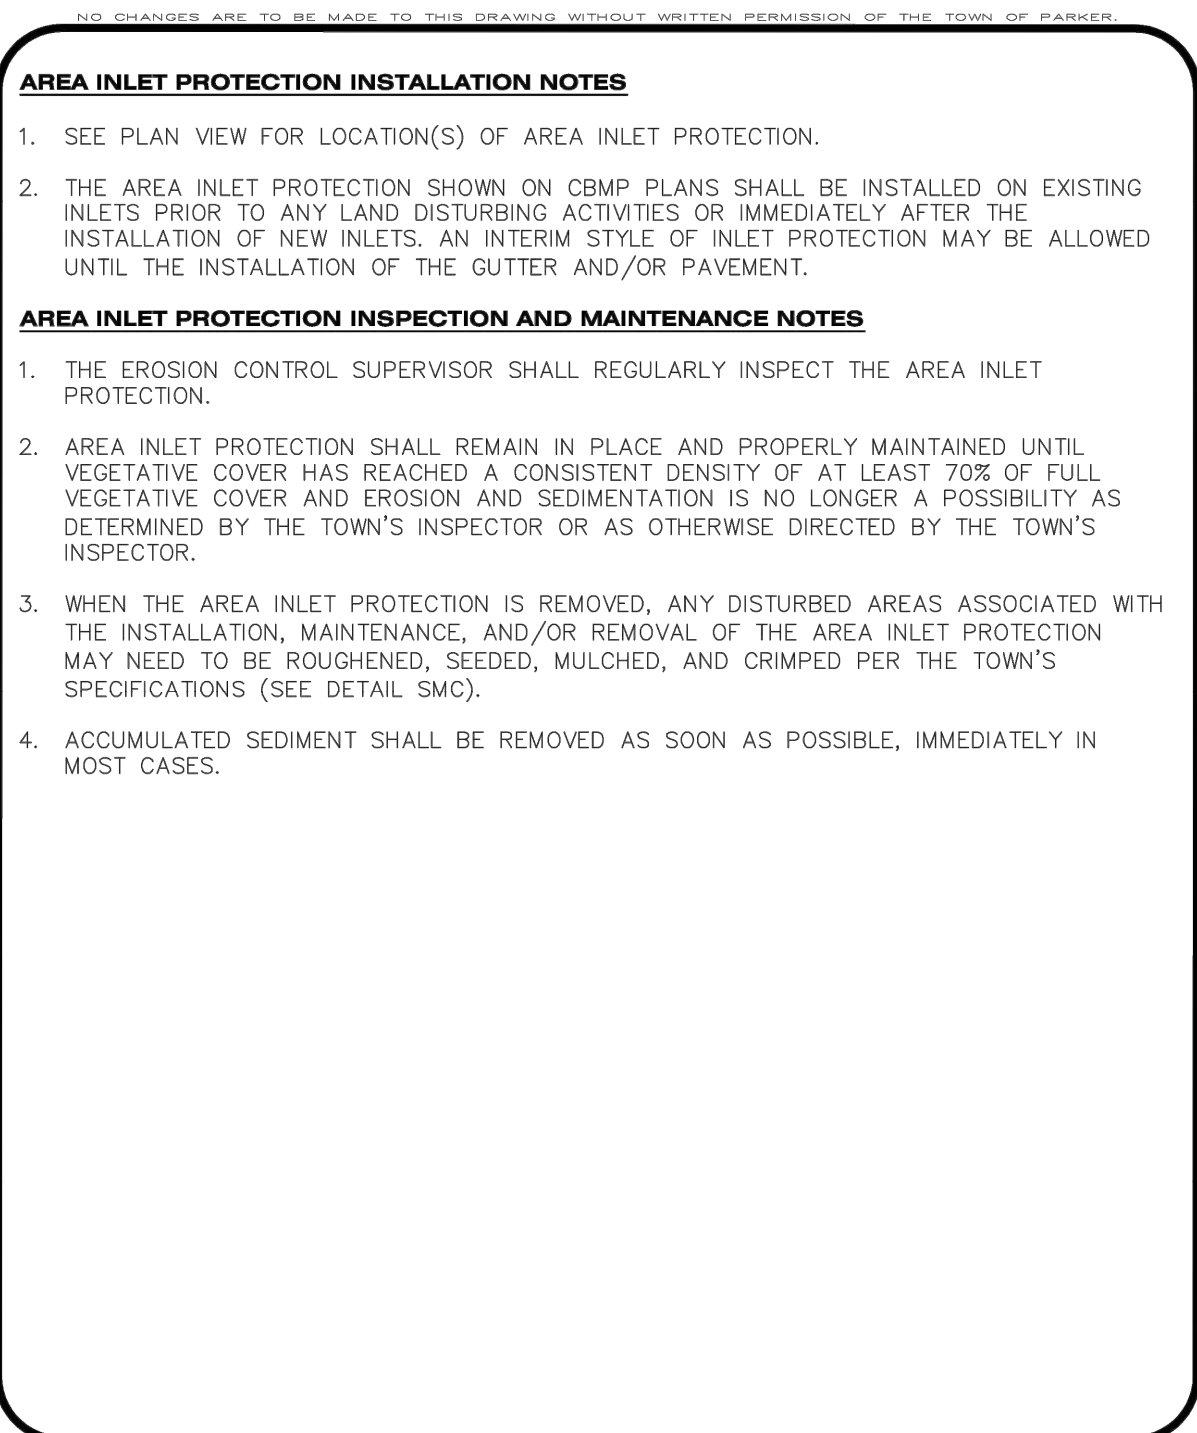 NO CHANGES ARE TO BE MADE TO THIS DRAWING WITHOUT WRITTEN PERMISSION OF THE TOWN OF PARKER.
AREA INLET PROTECTION INSTALLATION NOTES
1. SEE PLAN VIEW FOR LOCATION(S) OF AREA INLET PROTECTION.
2. THE AREA INLET PROTECTION SHOWN ON CBMP PLANS SHALL BE INSTALLED ON EXISTING
INLETS PRIOR TO ANY LAND DISTURBING ACTIVITIES OR IMMEDIATELY AFTER THE
INSTALLATION OF NEW INLETS. AN INTERIM STYLE OF INLET PROTECTION MAY BE ALLOWED
UNTIL THE INSTALLATION OF THE GUTTER AND/OR PAVEMENT.
AREA INLET PROTECTION INSPECTION AND MAINTENANCE NOTES
1. THE EROSION CONTROL SUPERVISOR SHALL REGULARLY INSPECT THE AREA INLET
PROTECTION.
2. AREA INLET PROTECTION SHALL REMAIN IN PLACE AND PROPERLY MAINTAINED UNTIL
VEGETATIVE COVER HAS REACHED A CONSISTENT DENSITY OF AT LEAST 70% OF FULL
VEGETATIVE COVER AND EROSION AND SEDIMENTATION IS NO LONGER A POSSIBILITY AS
DETERMINED BY THE TOWN'S INSPECTOR OR AS OTHERWISE DIRECTED BY THE TOWN'S
INSPECTOR.
3. WHEN THE AREA INLET PROTECTION IS REMOVED, ANY DISTURBED AREAS ASSOCIATED WITH
THE INSTALLATION, MAINTENANCE, AND/OR REMOVAL OF THE AREA INLET PROTECTION
MAY NEED TO BE ROUGHENED, SEEDED, MULCHED, AND CRIMPED PER THE TOWN'S
SPECIFICATIONS (SEE DETAIL SMC).
4. ACCUMULATED SEDIMENT SHALL BE REMOVED AS SOON AS POSSIBLE, IMMEDIATELY IN
MOST CASES.